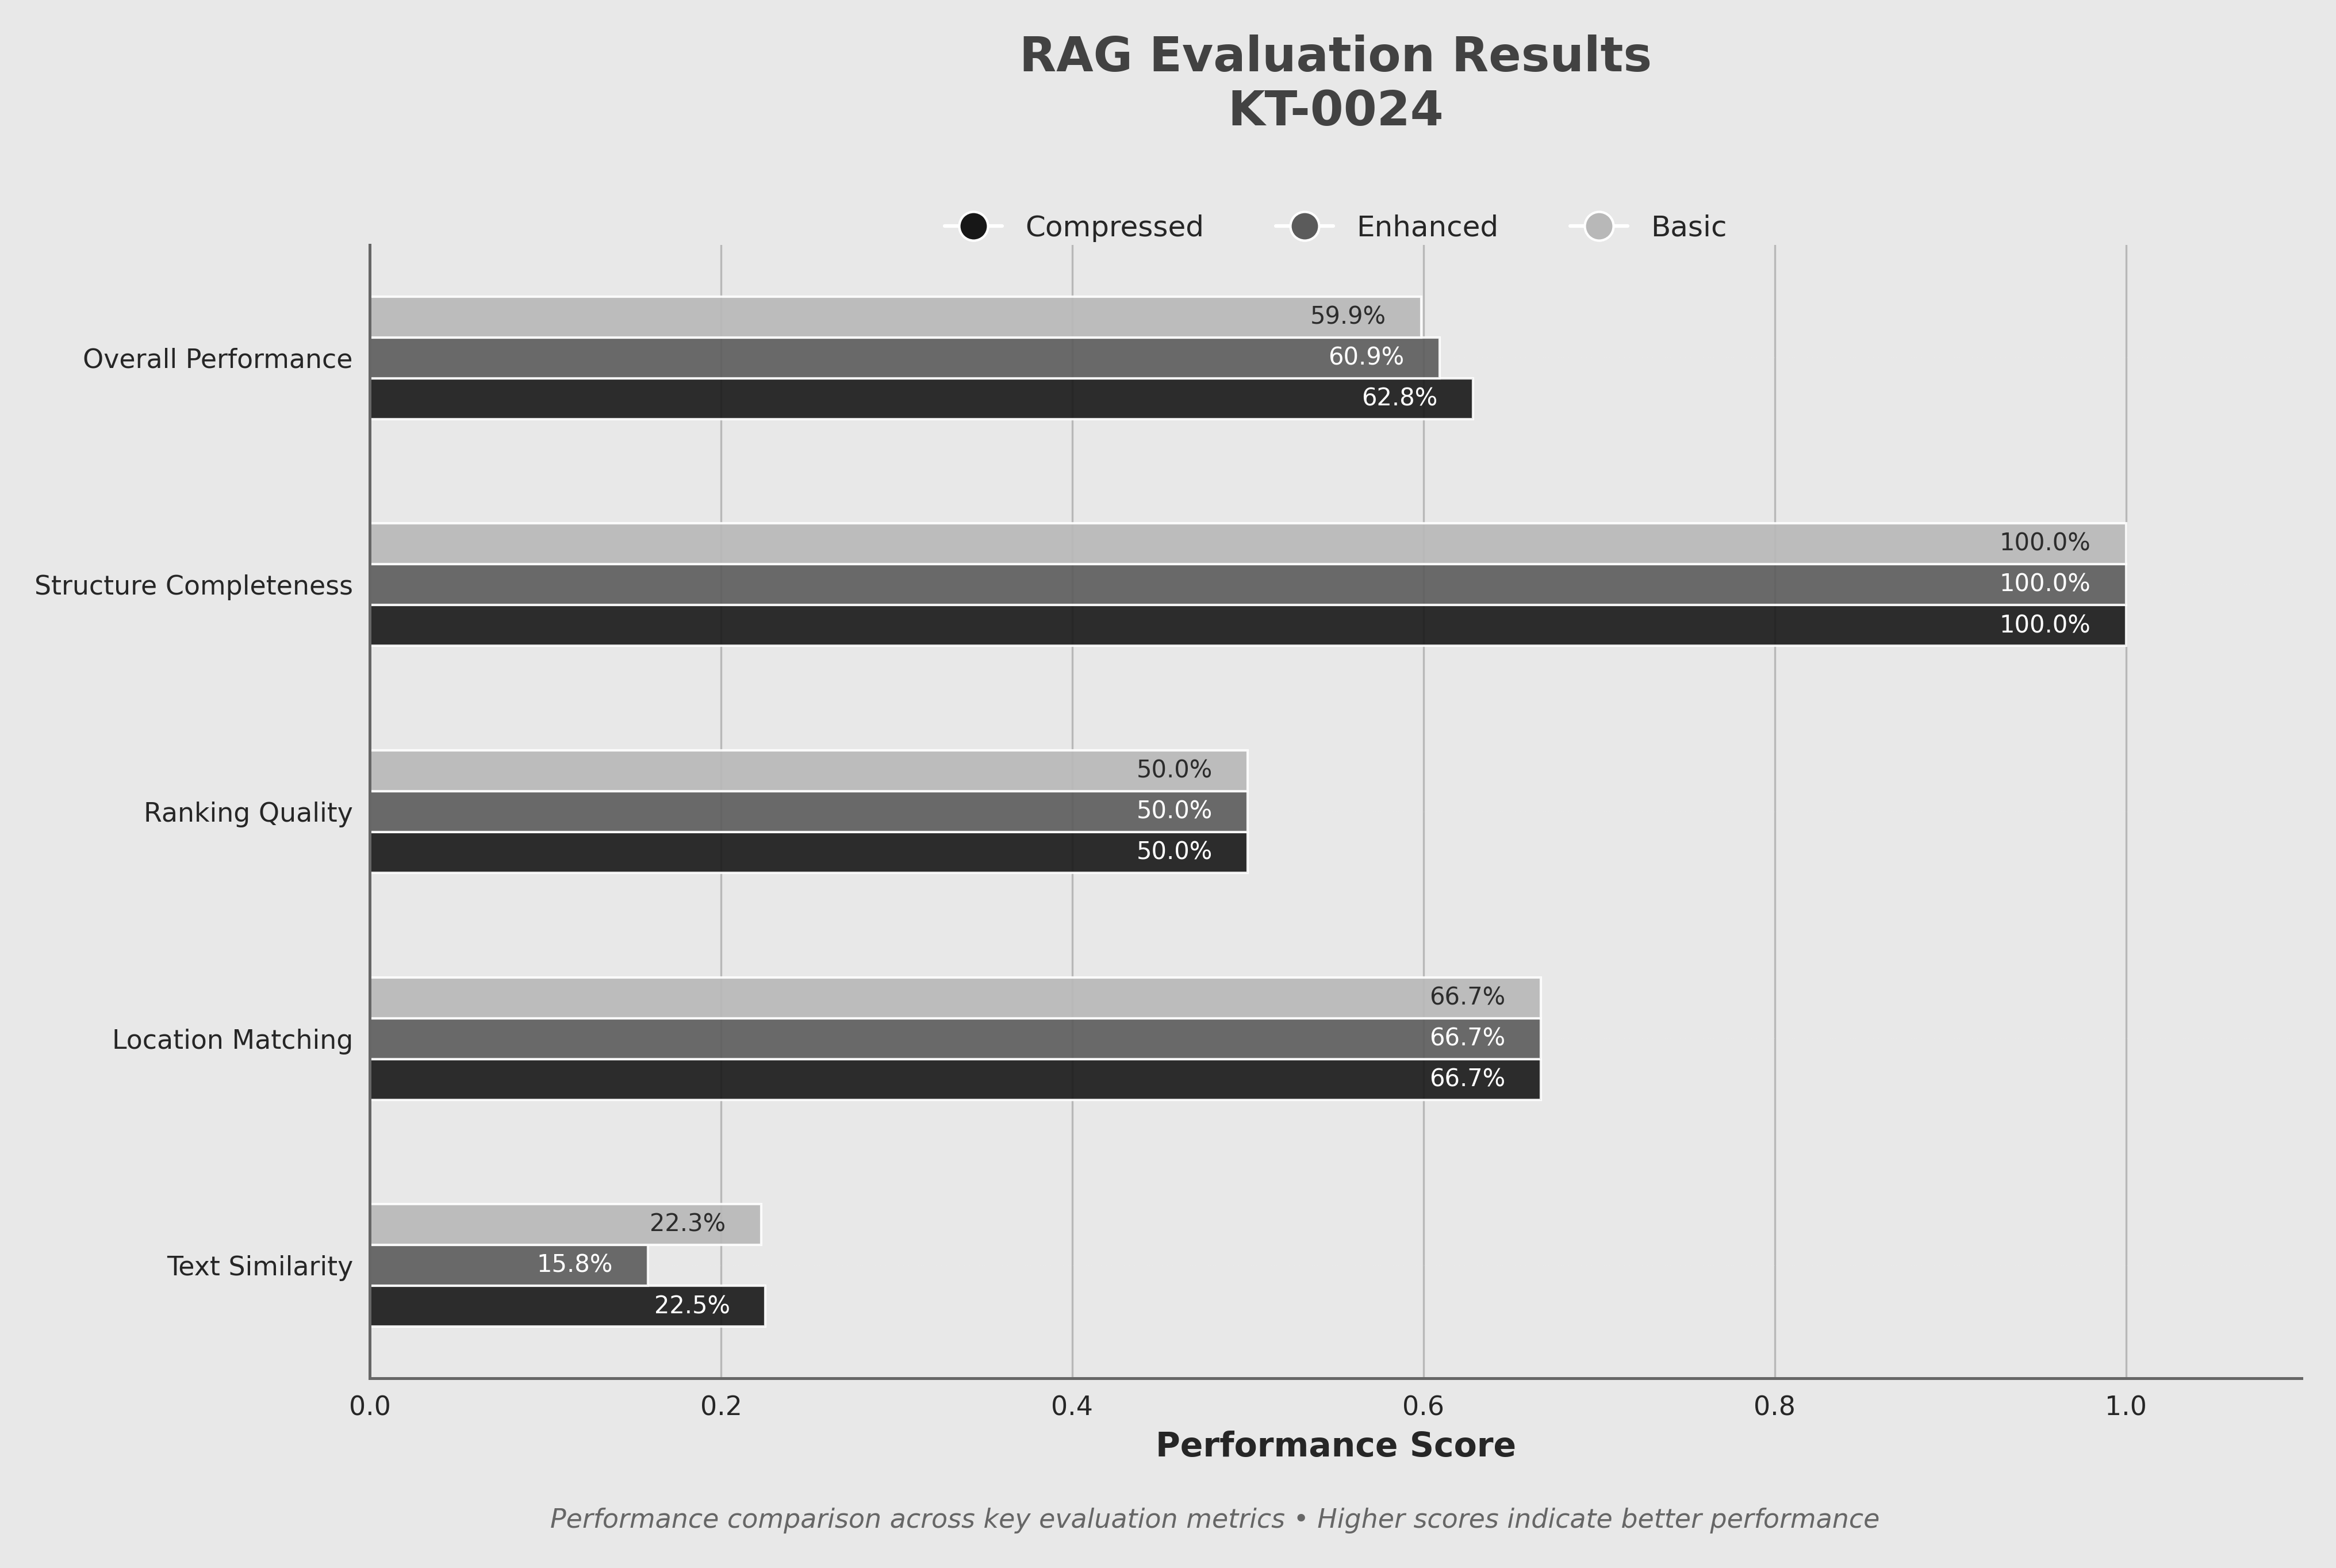 RAG Evaluation Results
KT-0024
Compressed Enhanced Basic
Overall Performance
59.9%
60.9%
62.8%
Structure Completeness
100.0%
100.0%
100.0%
Ranking Quality
50.0%
50.0%
50.0%
Location Matching
66.7%
66.7%
66.7%
Text Similarity
22.3%
15.8%
22.5%
0.0 0.2 0.4 0.6 0.8 1.0
Performance Score
Performance comparison across key evaluation metrics • Higher scores indicate better performance